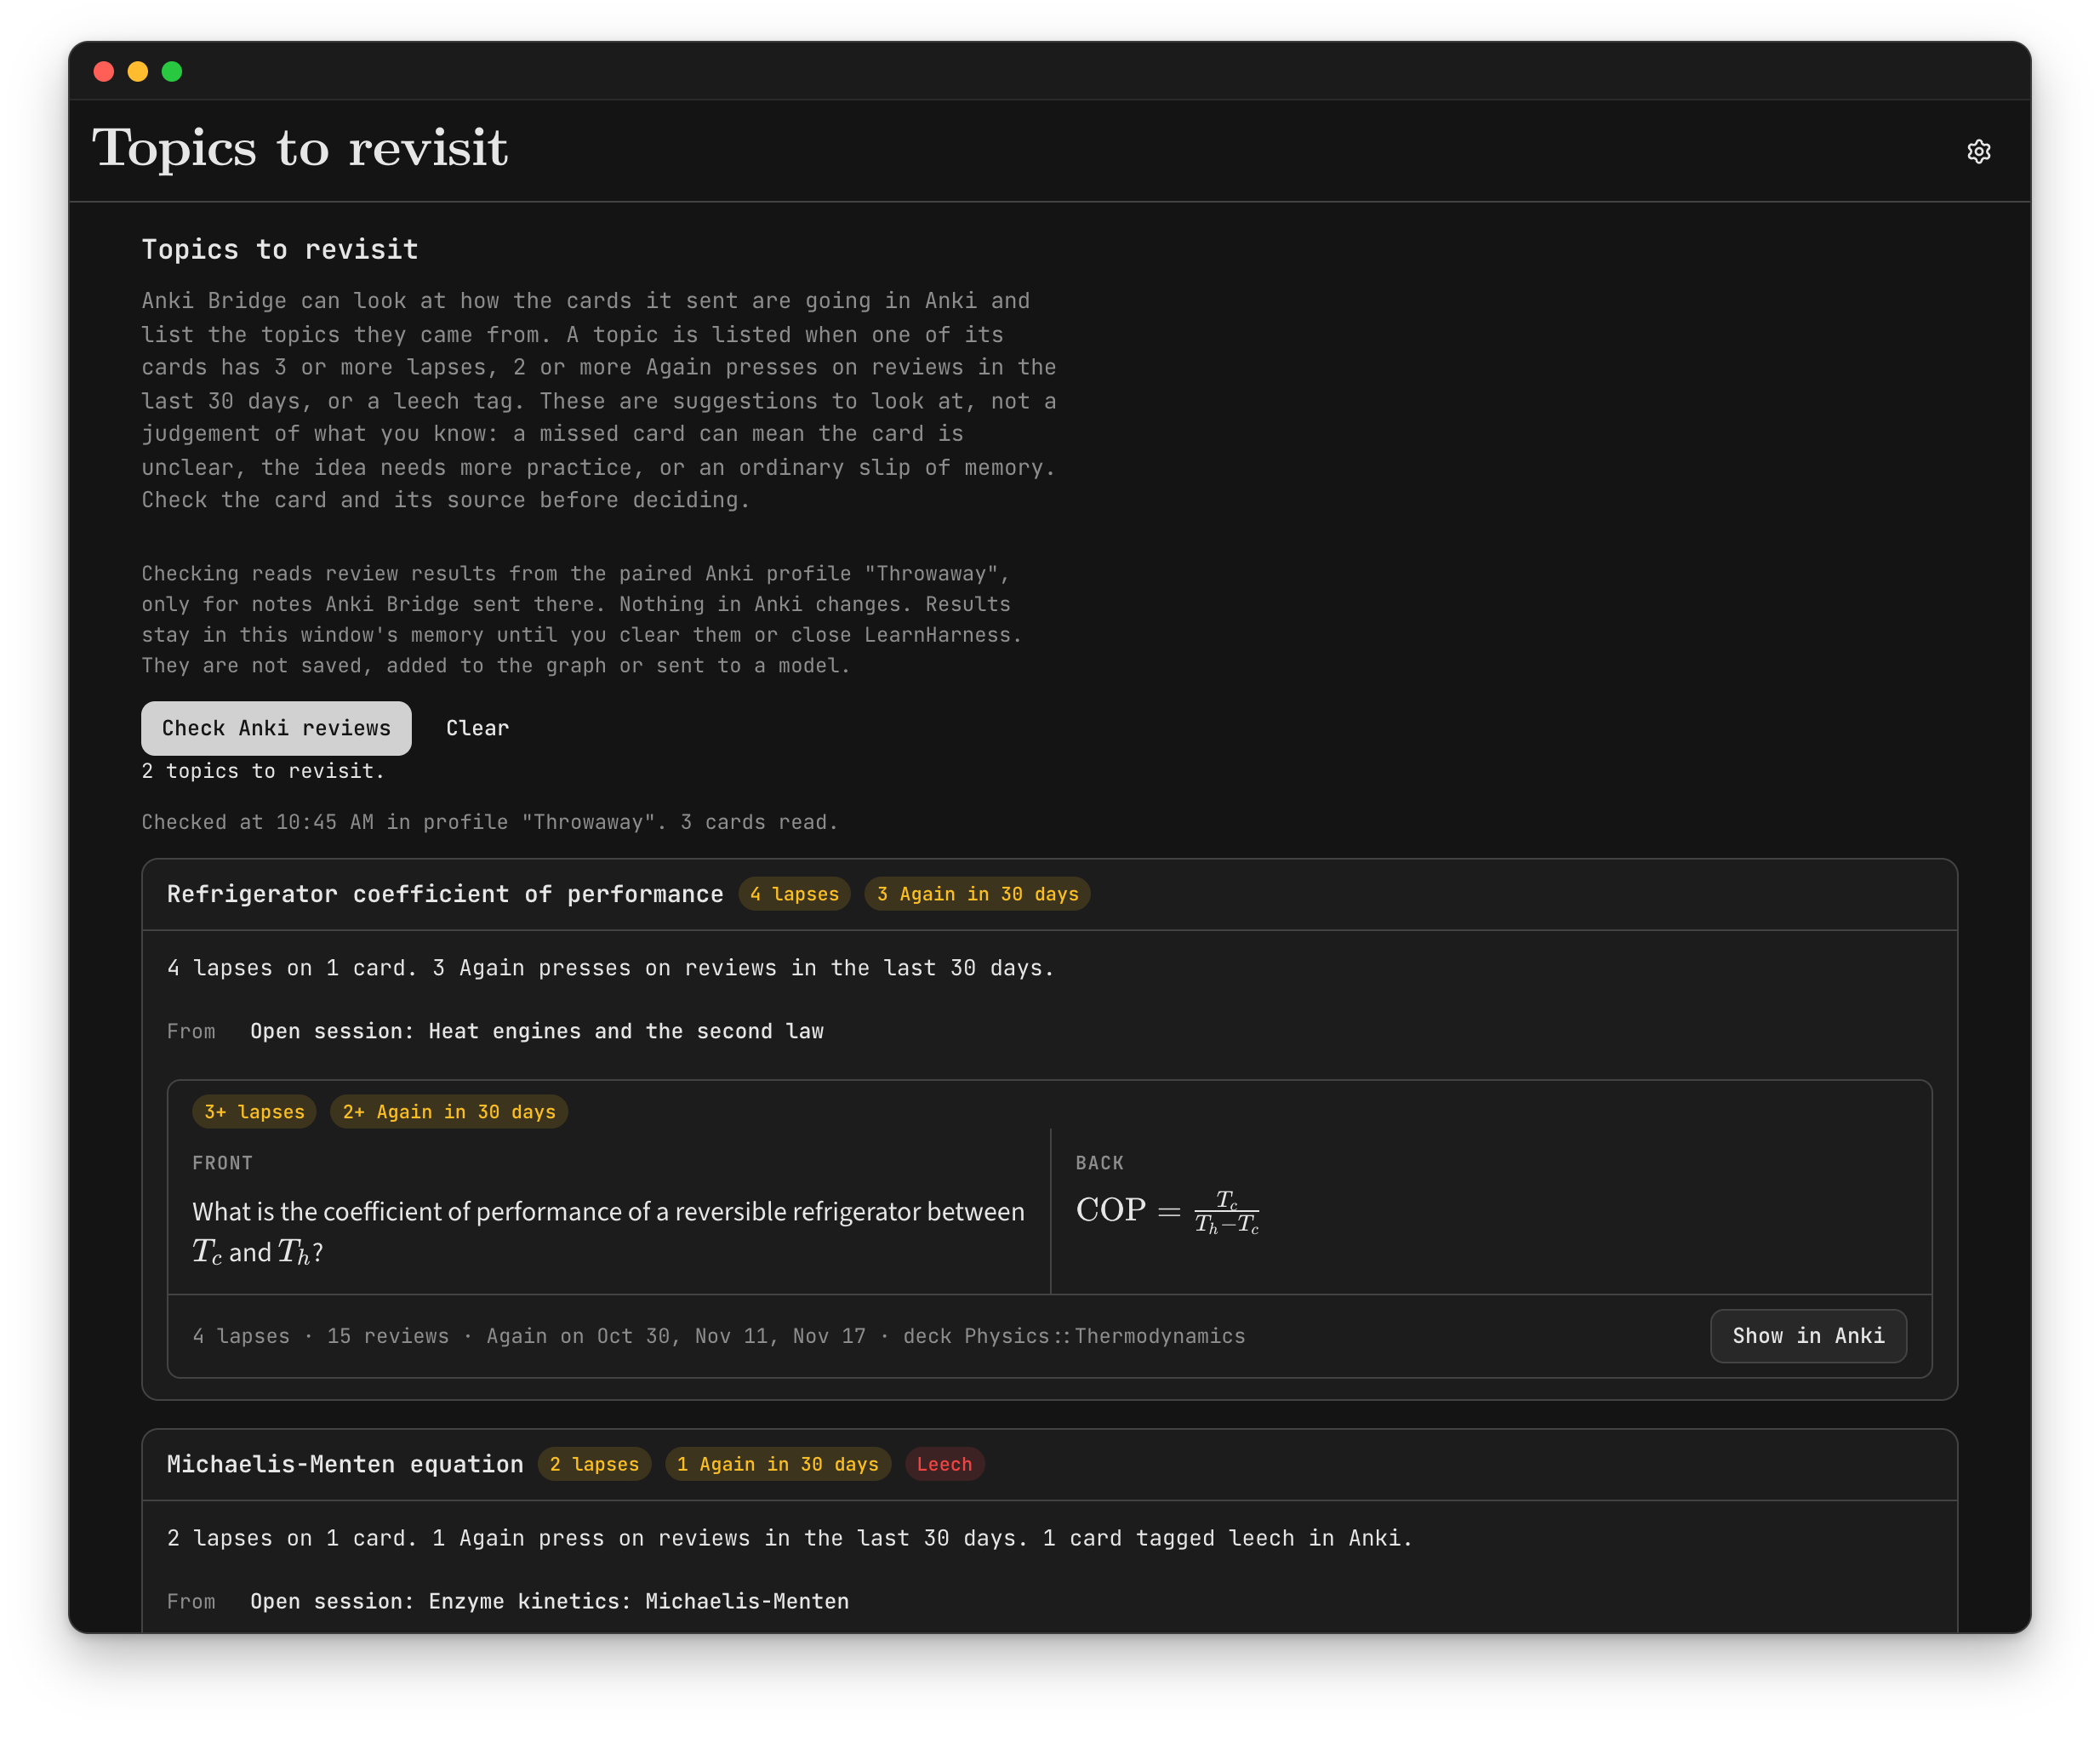 Topics to revisit
Topics to revisit
Anki Bridge can look at how the cards it sent are going in Anki and
list the topics they came from. A topic is listed when one of its
cards has 3 or more lapses, 2 or more Again presses on reviews in the
last 30 days, or a leech tag. These are suggestions to look at, not a
judgement of what you know: a missed card can mean the card is
unclear, the idea needs more practice, or an ordinary slip of memory.
Check the card and its source before deciding.
Checking reads review results from the paired Anki profile "Throwaway",
only for notes Anki Bridge sent there. Nothing in Anki changes. Results
stay in this window's memory until you clear them or close LearnHarness.
They are not saved, added to the graph or sent to a model.
Check Anki reviews Clear
2 topics to revisit.
Checked at 10:45 AM in profile "Throwaway". 3 cards read.
Refrigerator coefficient of performance 4 lapses 3 Again in 30 days
4 lapses on 1 card. 3 Again presses on reviews in the last 30 days.
From Open session: Heat engines and the second law
3+ lapses 2+ Again in 30 days
FRONT
What is the coefficient of performance of a reversible refrigerator between
T_c and T_h?
BACK
COP = T_c / (T_h−T_c)
4 lapses · 15 reviews · Again on Oct 30, Nov 11, Nov 17 · deck Physics::Thermodynamics
Show in Anki
Michaelis-Menten equation 2 lapses 1 Again in 30 days Leech
2 lapses on 1 card. 1 Again press on reviews in the last 30 days. 1 card tagged leech in Anki.
From Open session: Enzyme kinetics: Michaelis-Menten